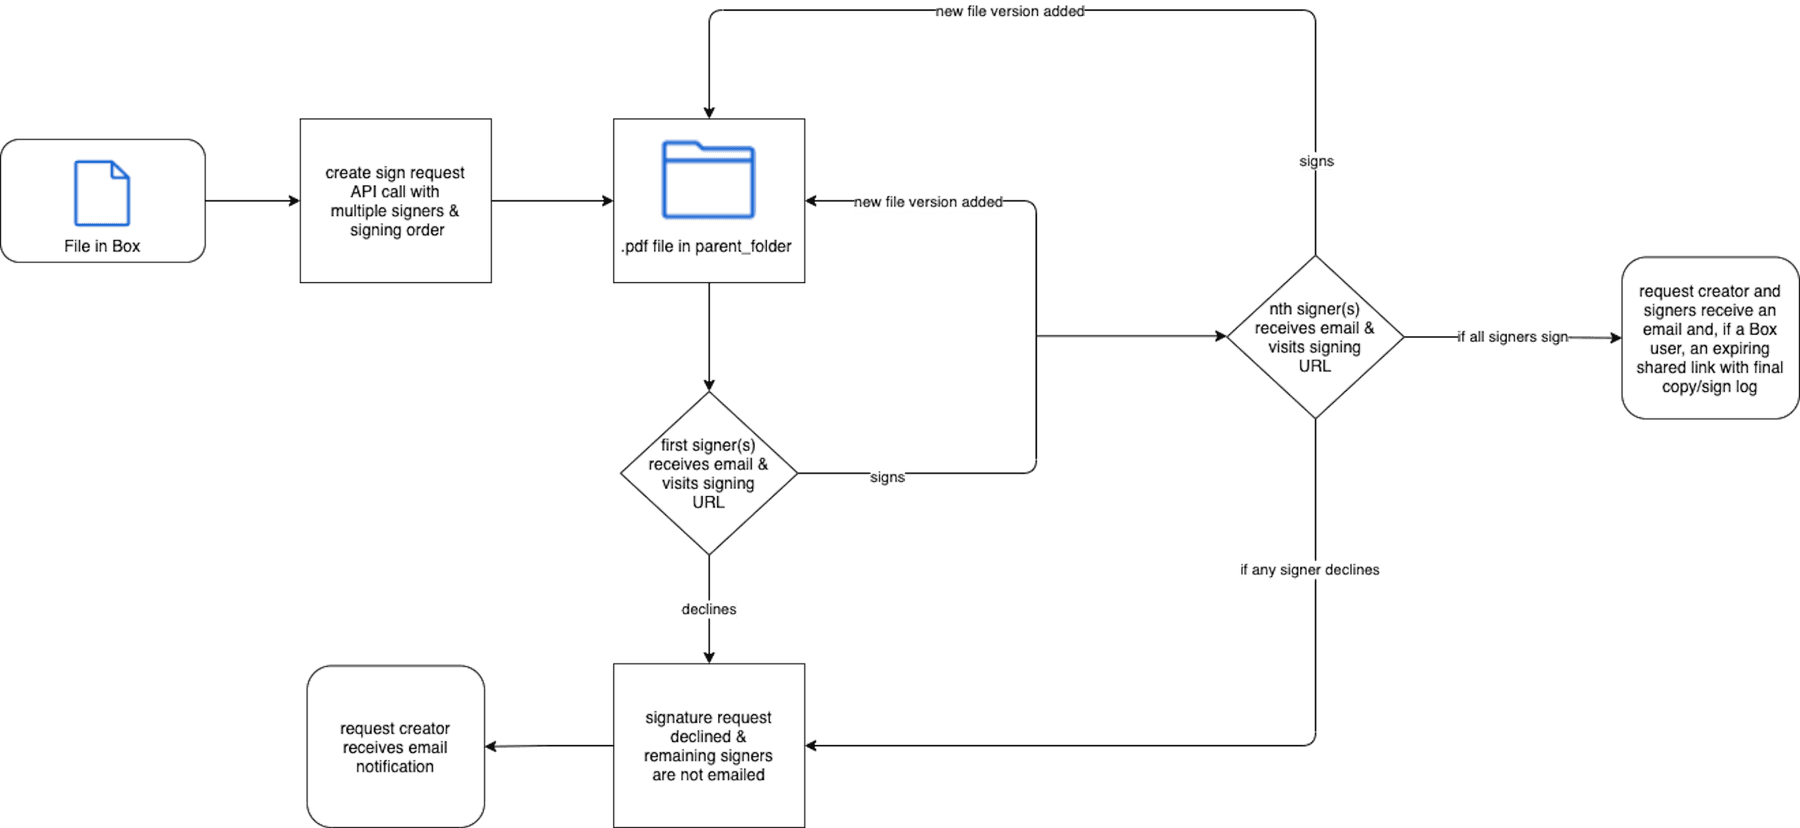 new file version added
signs
File in Box
create sign request
API call with
multiple signers &
signing order
.pdf file in parent_folder
new file version added
first signer(s)
receives email &
visits signing
URL
signs
nth signer(s)
receives email &
visits signing
URL
if all signers sign
request creator and
signers receive an
email and, if a Box
user, an expiring
shared link with final
copy/sign log
declines
if any signer declines
signature request
declined &
remaining signers
are not emailed
request creator
receives email
notification